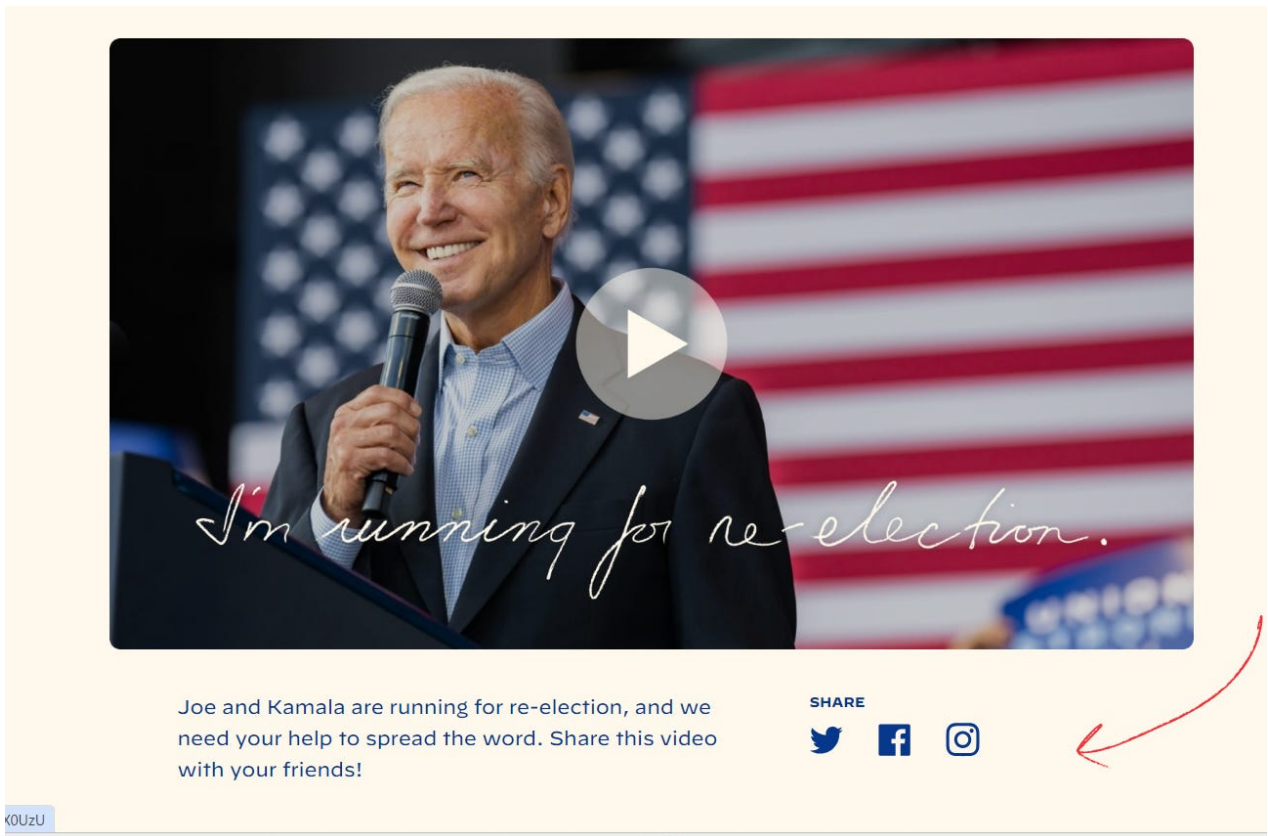 I'm running for re-election.
UNION
Joe and Kamala are running for re-election, and we
need your help to spread the word. Share this video
with your friends!
SHARE
X0UzU